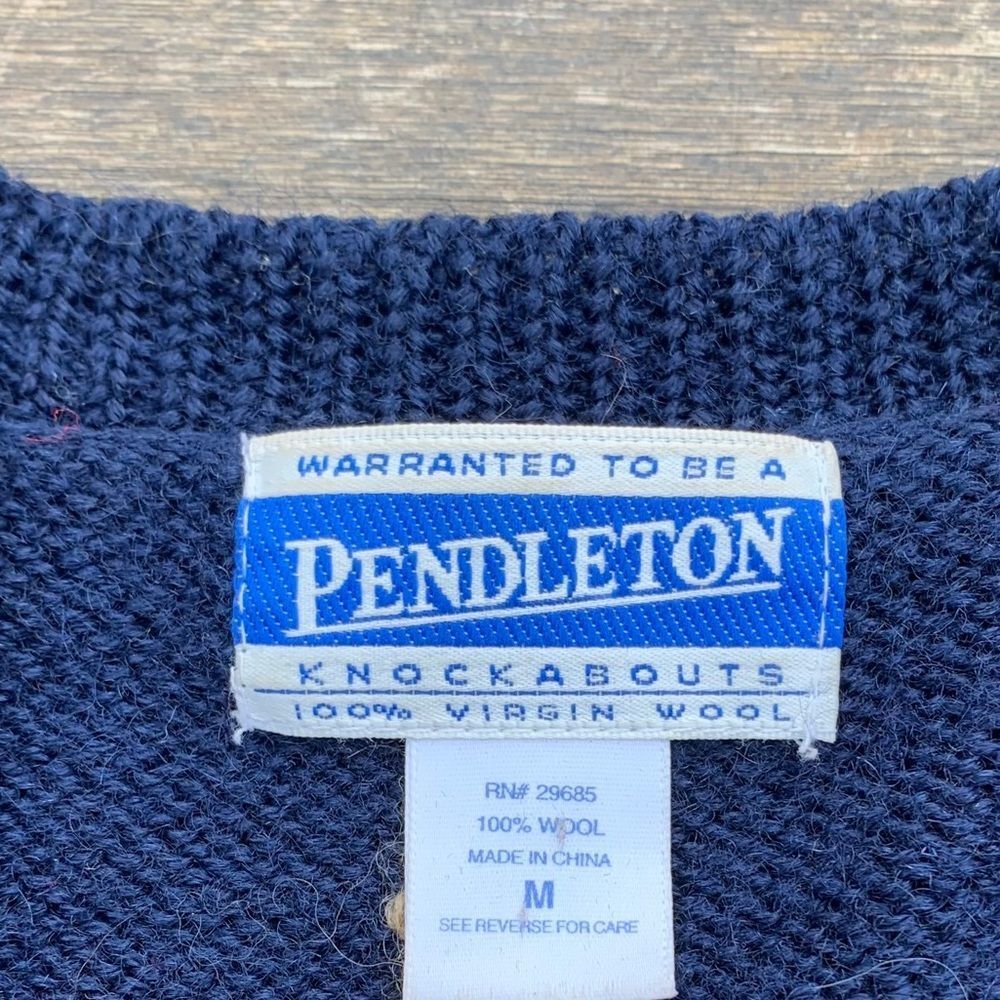 WARRANTED TO BE A
PENDLETON
KNOCKABOUTS
100% VIRGIN WOOL
RN# 29685
100% WOOL
MADE IN CHINA
M
SEE REVERSE FOR CARE